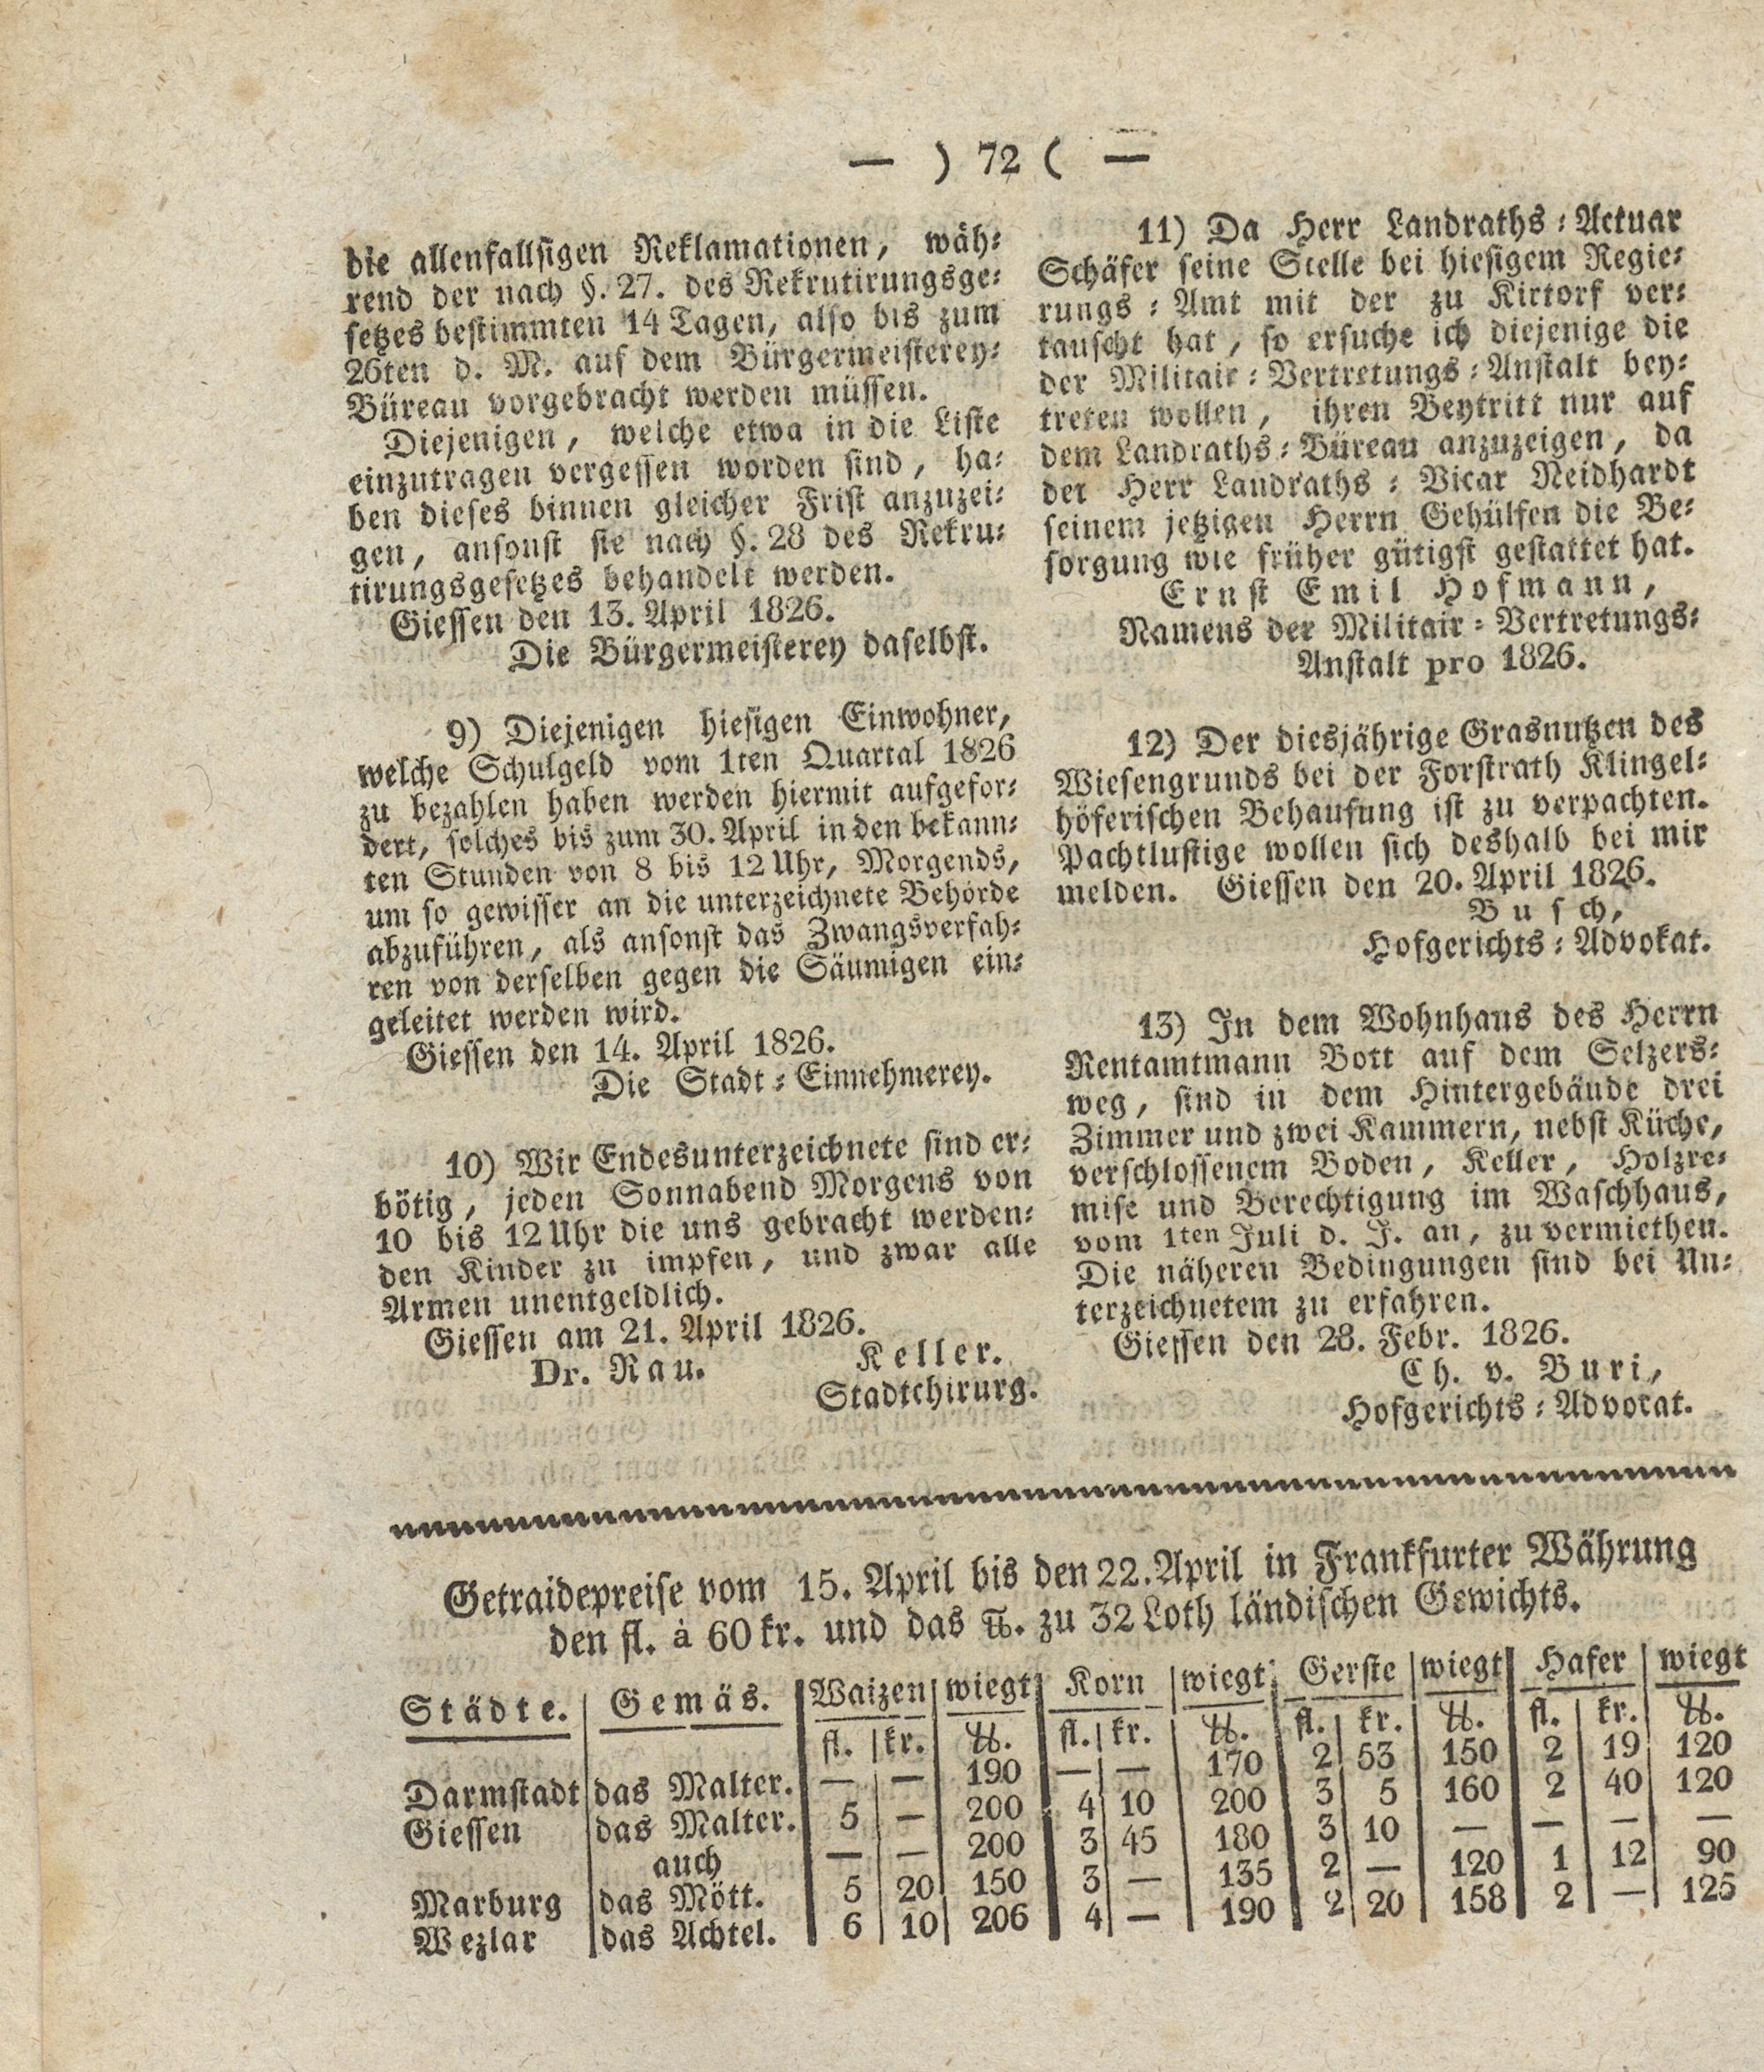 — ) 72 ( —
die allenfallsigen Reklamationen, wäh-
rend der nach §. 27. des Rekrutirungsge-
setzes bestimmten 14 Tagen, also bis zum
26ten d. M. auf dem Bürgermeisterey-
Büreau vorgebracht werden müssen.
Diejenigen, welche etwa in die Liste
einzutragen vergessen worden sind, ha-
ben dieses binnen gleicher Frist anzuzei-
gen, ansonst sie nach §. 28 des Rekru-
tirungsgesetzes behandelt werden.
Giessen den 13. April 1826.
Die Bürgermeisterey daselbst.
9) Diejenigen hiesigen Einwohner,
welche Schulgeld vom 1ten Quartal 1826
zu bezahlen haben werden hiermit aufgefor-
dert, solches bis zum 30. April in den bekann-
ten Stunden von 8 bis 12 Uhr, Morgends,
um so gewisser an die unterzeichnete Behörde
abzuführen, als ansonst das Zwangsverfah-
ren von derselben gegen die Säumigen ein-
geleitet werden wird.
Giessen den 14. April 1826.
Die Stadt-Einnehmerey.
10) Wir Endesunterzeichnete sind er-
bötig, jeden Sonnabend Morgens von
10 bis 12 Uhr die uns gebracht werden-
den Kinder zu impfen, und zwar alle
Armen unentgeldlich.
Giessen am 21. April 1826.
Dr. Rau. Keller.
Stadtchirurg.
11) Da Herr Landraths-Actuar
Schäfer seine Stelle bei hiesigem Regie-
rungs-Amt mit der zu Kirtorf ver-
tauscht hat, so ersuche ich diejenige die
der Militair-Vertretungs-Anstalt bey-
treten wollen, ihren Beytritt nur auf
dem Landraths-Büreau anzuzeigen, da
der Herr Landraths-Vicar Neidhardt
seinem jetzigen Herrn Gehülfen die Be-
sorgung wie früher gütigst gestattet hat.
Ernst Emil Hofmann,
Namens der Militair-Vertretungs-
Anstalt pro 1826.
12) Der diesjährige Grasnutzen des
Wiesengrunds bei der Forstrath Klingel-
höferischen Behausung ist zu verpachten.
Pachtlustige wollen sich deshalb bei mir
melden. Giessen den 20. April 1826.
Busch,
Hofgerichts-Advokat.
13) In dem Wohnhaus des Herrn
Rentamtmann Bott auf dem Selzers-
weg, sind in dem Hintergebäude drei
Zimmer und zwei Kammern, nebst Küche,
verschlossenem Boden, Keller, Holzre-
mise und Berechtigung im Waschhaus,
vom 1ten Juli d. J. an, zu vermiethen.
Die näheren Bedingungen sind bei Un-
terzeichnetem zu erfahren.
Giessen den 28. Febr. 1826.
Ch. v. Buri,
Hofgerichts-Advocat.
Getraidepreise vom 15. April bis den 22. April in Frankfurter Währung
den fl. à 60 kr. und das ℔. zu 32 Loth ländischen Gewichts.
Städte. Gemäs. Waizen wiegt Korn wiegt Gerste wiegt Hafer wiegt
fl. kr. ℔. fl. kr. ℔. fl. kr. ℔. fl. kr. ℔.
Darmstadt das Malter. — — 190 — — 170 2 53 150 2 19 120
Giessen das Malter. 5 — 200 4 10 200 3 5 160 2 40 120
auch — — 200 3 45 180 3 10 — — — —
Marburg das Mött. 5 20 150 3 — 135 2 — 120 1 12 90
Wezlar das Achtel. 6 10 206 4 — 190 2 20 158 2 — 125